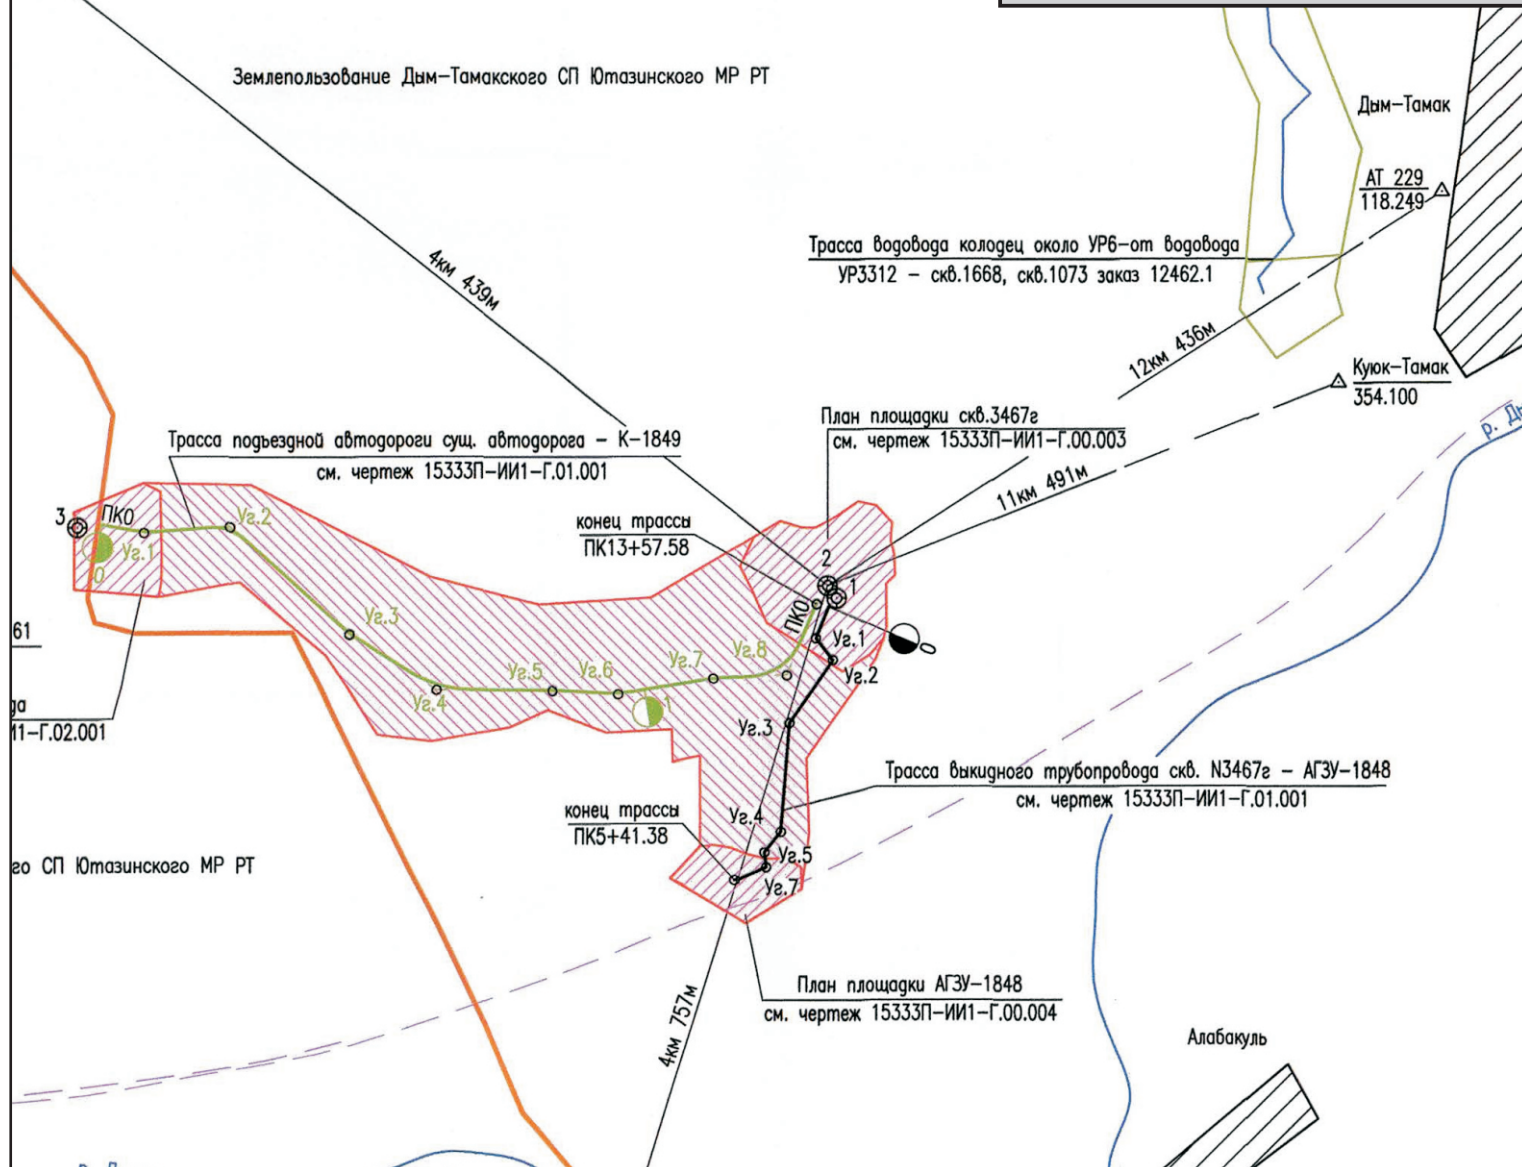 Землепользование Дым-Тамакского СП Ютазинского МР РТ
Дым-Тамак
АТ 229
118.249
Трасса водовода колодец около УР6-от водовода
УР3312 - скв.1668, скв.1073 заказ 12462.1
4км 439м
12км 436м
Куюк-Тамак
354.100
р. Ды
План площадки скв.3467г
см. чертеж 15333П-ИИ1-Г.00.003
Трасса подъездной автодороги сущ. автодорога - К-1849
см. чертеж 15333П-ИИ1-Г.01.001
11км 491м
3
ПК0
Уг.1
Уг.2
0
конец трассы
ПК13+57.58
2
1
ПК0
Уг.3
Уг.4
Уг.5
Уг.6
Уг.7
Уг.8
1
Уг.1
0
Уг.2
61
да
И1-Г.02.001
Уг.3
Трасса выкидного трубопровода скв. N3467г - АГЗУ-1848
см. чертеж 15333П-ИИ1-Г.01.001
конец трассы
ПК5+41.38
Уг.4
Уг.5
Уг.7
го СП Ютазинского МР РТ
План площадки АГЗУ-1848
см. чертеж 15333П-ИИ1-Г.00.004
4км 757м
Алабакуль